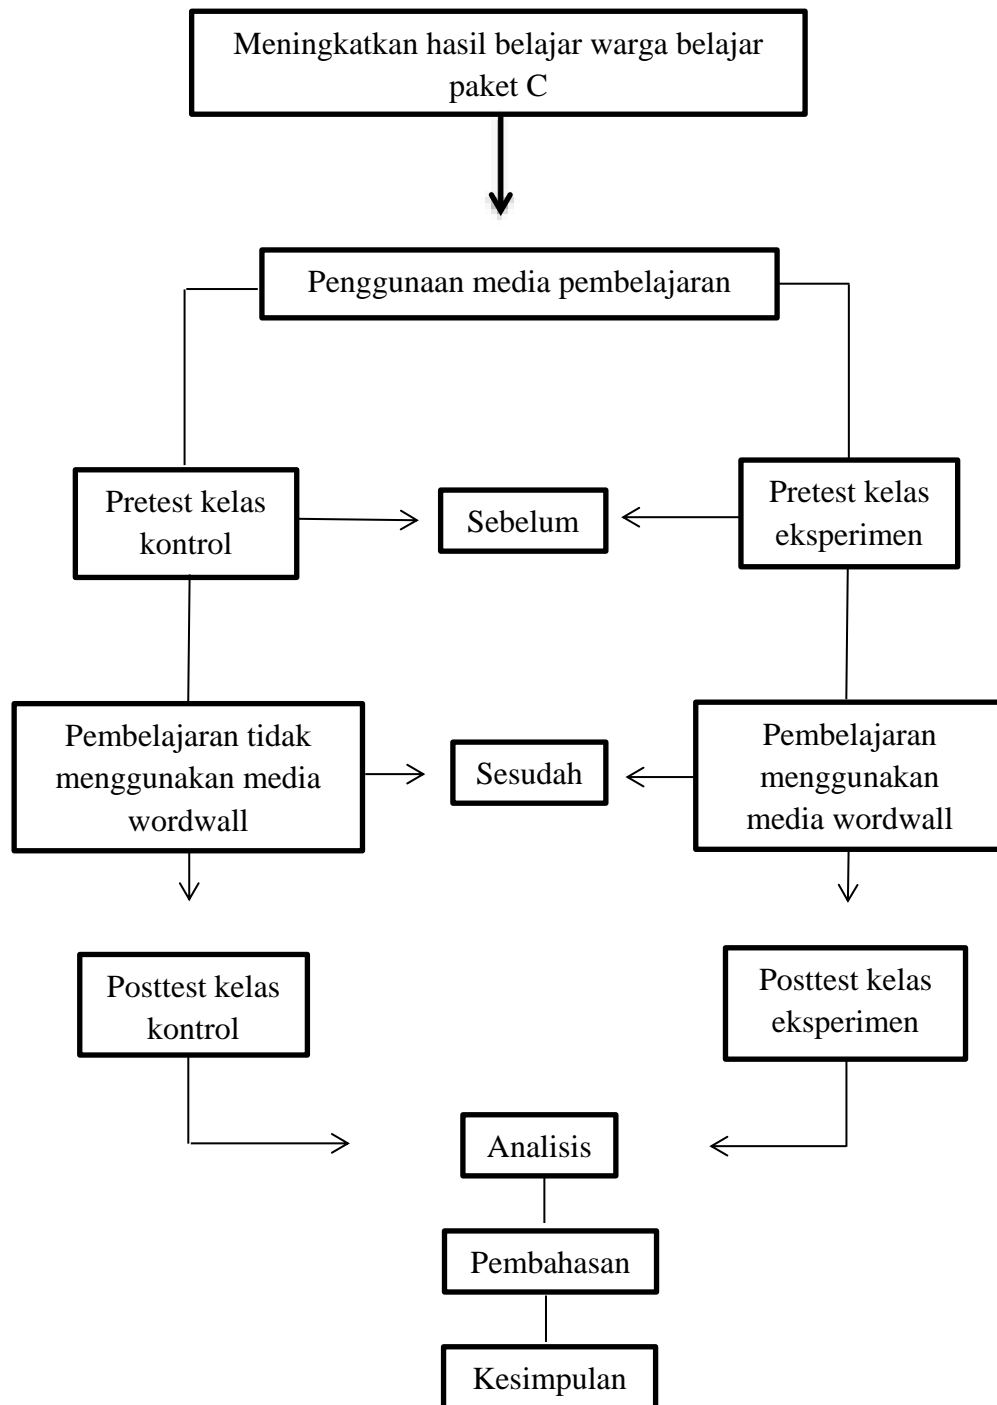 Meningkatkan hasil belajar warga belajar
paket C
Penggunaan media pembelajaran
Pretest kelas
kontrol
Sebelum
Pretest kelas
eksperimen
Pembelajaran tidak
menggunakan media
wordwall
Sesudah
Pembelajaran
menggunakan
media wordwall
Posttest kelas
kontrol
Posttest kelas
eksperimen
Analisis
Pembahasan
Kesimpulan